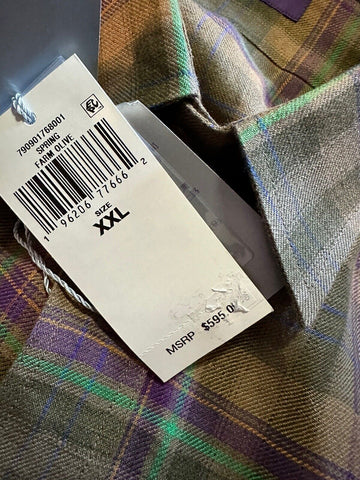 790901768001
SPRING
FARM OLIVE
1 96206 77666 2
SIZE
XXL
MSRP $595.0